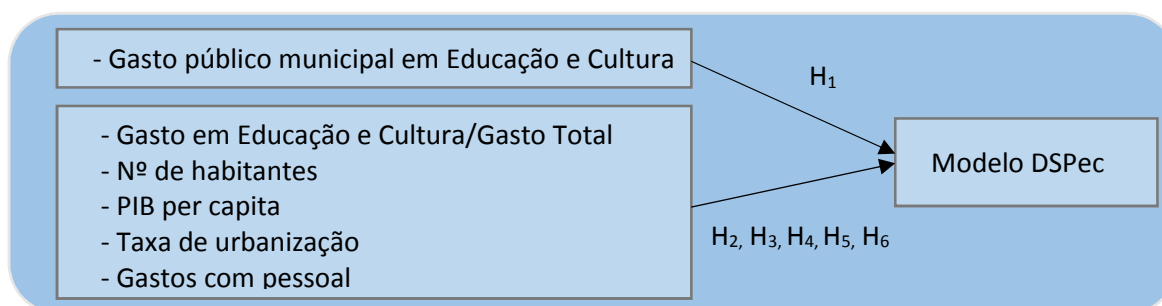 - Gasto público municipal em Educação e Cultura
H1
- Gasto em Educação e Cultura/Gasto Total
- Nº de habitantes
- PIB per capita
- Taxa de urbanização
- Gastos com pessoal
Modelo DSPec
H2, H3, H4, H5, H6